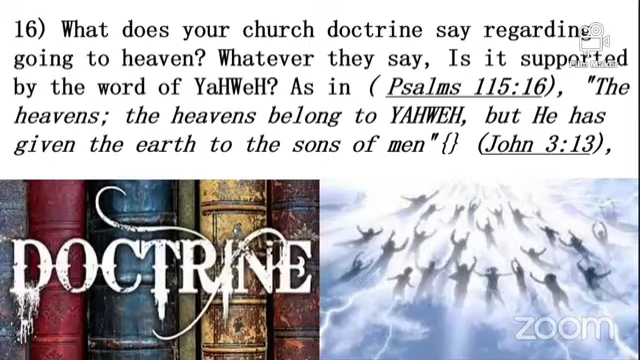 16) What does your church doctrine say regarding
going to heaven? Whatever they say, Is it supported
by the word of YaHWeH? As in ( Psalms 115:16), "The
heavens; the heavens belong to YAHWEH, but He has
given the earth to the sons of men"{} (John 3:13),
DOCTRINE
zoom